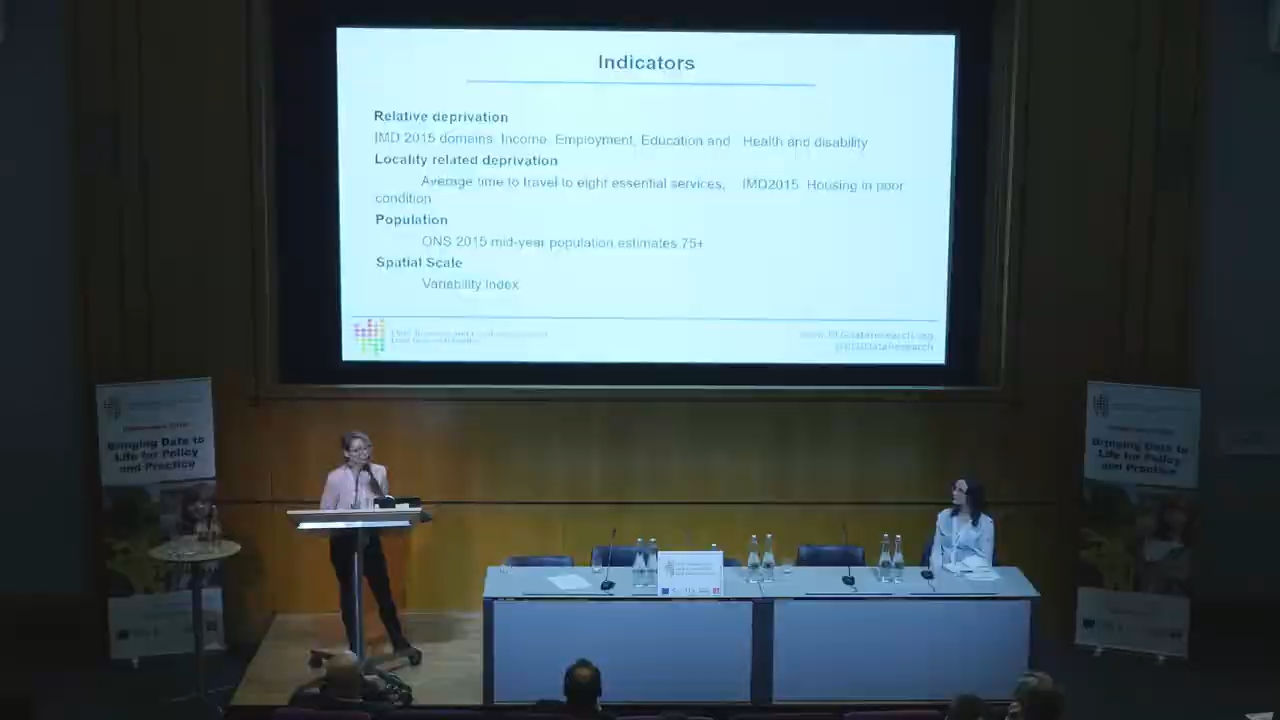 Indicators
Relative deprivation
IMD 2015 domains: Income, Employment, Education and Health and disability
Locality related deprivation
Average time to travel to eight essential services, IMD2015 Housing in poor
condition
Population
ONS 2015 mid-year population estimates 75+
Spatial Scale
Variability Index
Bringing Data to
Life for Policy
and Practice
Bringing Data to
Life for Policy
and Practice